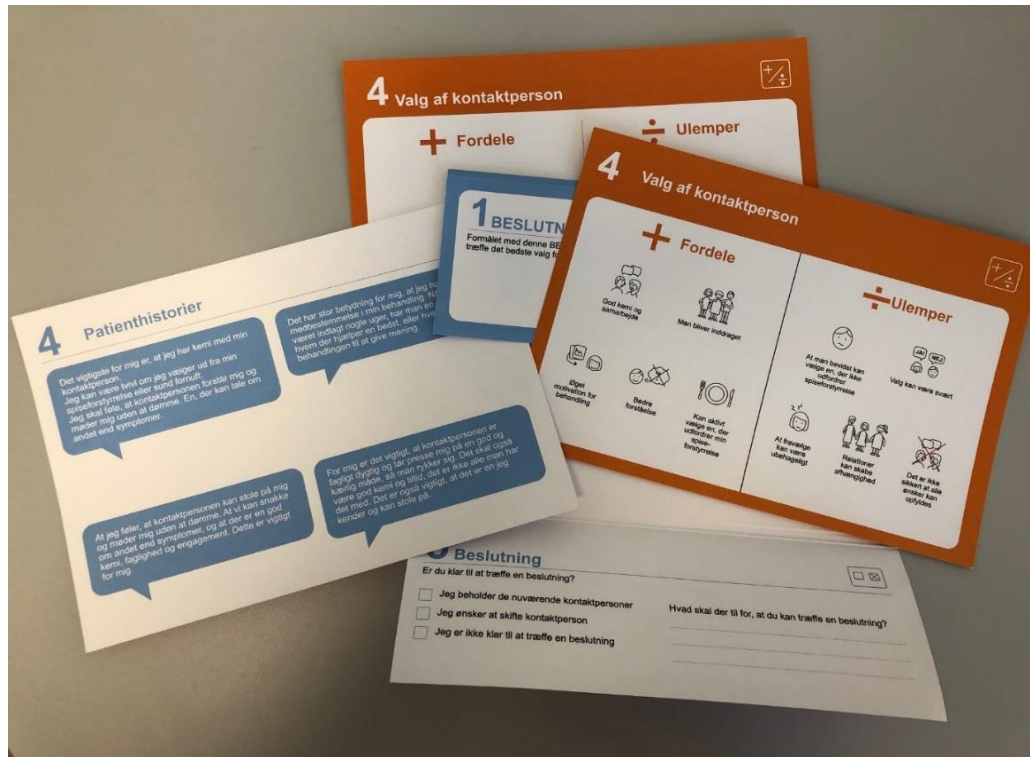 4 Valg af kontaktperson
+ Fordele
÷ Ulemper
1 BESLUTN
Formålet med denne BE
træffe det bedste valg fo
4 Valg af kontaktperson
+ Fordele
God kemi og
samarbejde
Man bliver inddraget
Øget
motivation for
behandling
Bedre
forståelse
Kan aktivt
vælge en, der
udfordrer min
spise-
forstyrrelse
÷ Ulemper
At man bevidst kan
vælge en, der ikke
udfordrer
spiseforstyrrelse
JA!
NEJ
Valg kan være svært
At fravælge
kan være
ubehageligt
Relationer
kan skabe
afhængighed
Det er ikke
sikkert at alle
ønsker kan
opfyldes
4 Patienthistorier
Det vigtigste for mig er, at jeg har kemi med min
kontaktperson.
Jeg kan være tvivl om jeg vælger ud fra min
spiseforstyrrelse eller sund fornuft.
Jeg skal føle, at kontaktpersonen forstår mig og
møder mig uden at dømme. En, der kan tale om
andet end symptomer.
Det har stor betydning for mig, at jeg ha
medbestemmelse i min behandling. Nå
været indlagt nogle uger, har man en
hvem der hjælper en bedst, eller hve
behandlingen til at give mening.
At jeg føler, at kontaktpersonen kan stole på mig
og møder mig uden at dømme. At vi kan snakke
om andet end symptomer, og at der er en god
kemi, faglighed og engagement. Dette er vigtigt
for mig.
For mig er det vigtigt, at kontaktpersonen er
fagligt dygtig og tør presse mig på en god og
kærlig måde, så man rykker sig. Det skal også
være god kemi og tillid, det er ikke alle man har
det med. Det er også vigtigt, at det er en jeg
kender og kan stole på.
Beslutning
Er du klar til at træffe en beslutning?
Jeg beholder de nuværende kontaktpersoner
Jeg ønsker at skifte kontaktperson
Jeg er ikke klar til at træffe en beslutning
Hvad skal der til for, at du kan træffe en beslutning?